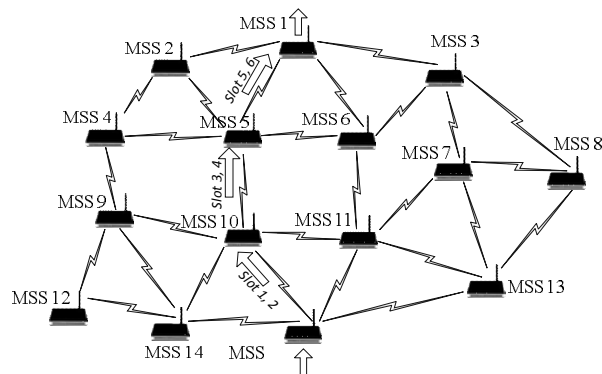 MSS 1
MSS 2
MSS 3
Slot 5, 6
MSS 4
MSS 5
MSS 6
MSS 7
MSS 8
Slot 3, 4
MSS 9
MSS 10
MSS 11
Slot 1, 2
MSS 12
MSS 13
MSS 14
MSS